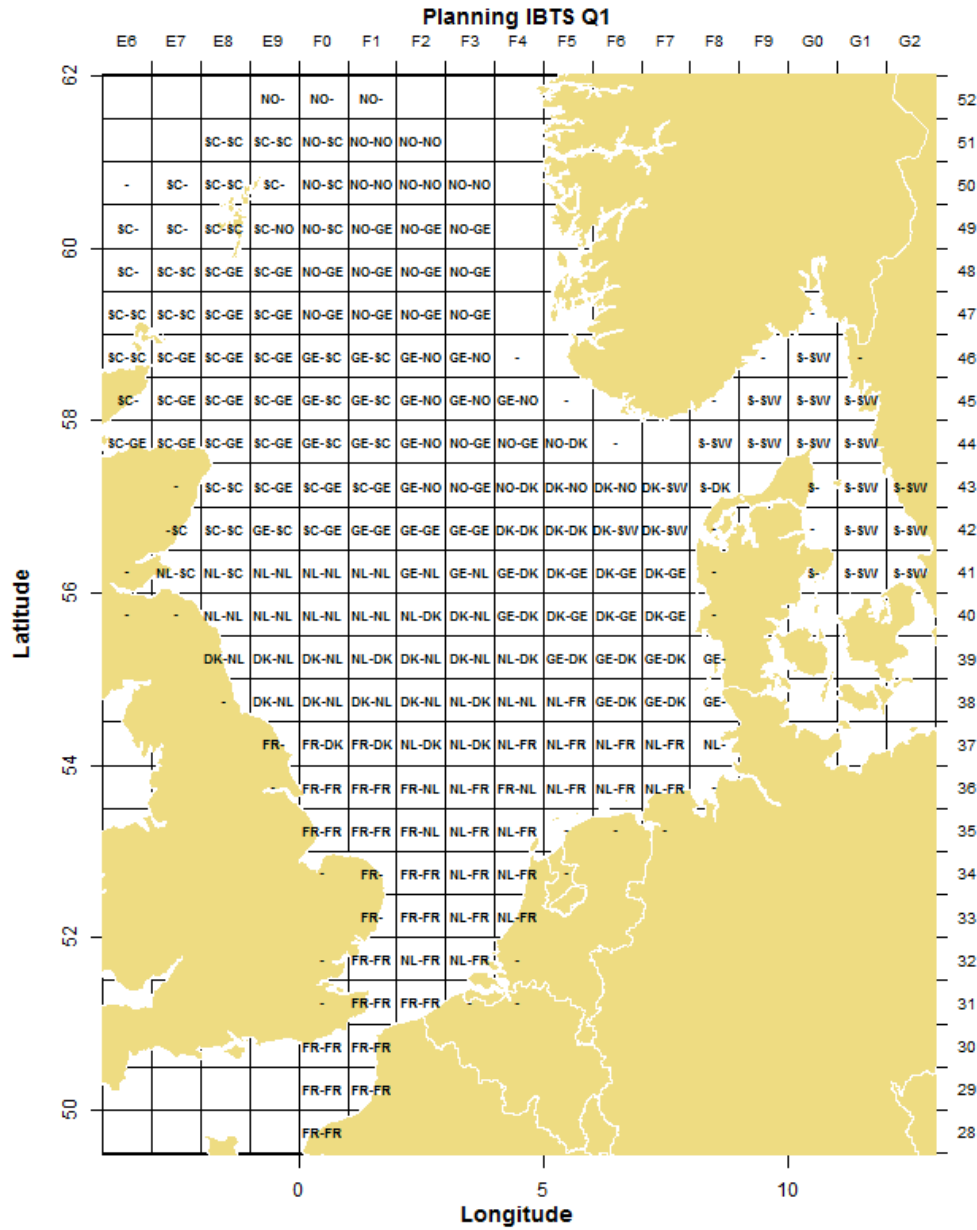 Planning IBTS Q1
E6 E7 E8 E9 F0 F1 F2 F3 F4 F5 F6 F7 F8 F9 G0 G1 G2
62
NO- NO- NO- 52
SC-SC SC-SC NO-SC NO-NO NO-NO 51
- SC- SC-SC SC- NO-SC NO-NO NO-NO NO-NO 50
SC- SC- SC-SC SC-NO NO-SC NO-GE NO-GE NO-GE 49
60
SC- SC-SC SC-GE SC-GE NO-GE NO-GE NO-GE NO-GE 48
SC-SC SC-SC SC-GE SC-GE NO-GE NO-GE NO-GE NO-GE - 47
SC-SC SC-GE SC-GE SC-GE GE-SC GE-SC GE-NO GE-NO - - S-SW - 46
SC- SC-GE SC-GE SC-GE GE-SC GE-SC GE-NO GE-NO GE-NO - - S-SW S-SW S-SW 45
58
SC-GE SC-GE SC-GE SC-GE GE-SC GE-SC GE-NO NO-GE NO-GE NO-DK - S-SW S-SW S-SW S-SW 44
- SC-SC SC-GE SC-GE SC-GE GE-NO NO-GE NO-DK DK-NO DK-NO DK-SW S-DK S- S-SW S-SW 43
-SC SC-SC GE-SC SC-GE GE-GE GE-GE GE-GE DK-DK DK-DK DK-SW DK-SW - - S-SW S-SW 42
- NL-SC NL-SC NL-NL NL-NL NL-NL GE-NL GE-NL GE-DK DK-GE DK-GE DK-GE - S- S-SW S-SW 41
56
- - NL-NL NL-NL NL-NL NL-NL NL-DK DK-NL GE-DK DK-GE DK-GE DK-GE - 40
DK-NL DK-NL DK-NL NL-DK DK-NL DK-NL NL-DK GE-DK GE-DK GE-DK GE- 39
- DK-NL DK-NL DK-NL DK-NL NL-DK NL-NL NL-FR GE-DK GE-DK GE- 38
FR- FR-DK FR-DK NL-DK NL-DK NL-FR NL-FR NL-FR NL-FR NL- 37
54
- FR-FR FR-FR FR-NL NL-FR FR-NL NL-FR NL-FR NL-FR - 36
FR-FR FR-FR FR-NL NL-FR NL-FR - - - 35
- FR- FR-FR NL-FR NL-FR - 34
FR- FR-FR NL-FR NL-FR 33
52
- FR-FR NL-FR NL-FR - 32
- FR-FR FR-FR - - 31
FR-FR FR-FR 30
FR-FR FR-FR 29
50
FR-FR 28
0 5 10
Longitude
Latitude